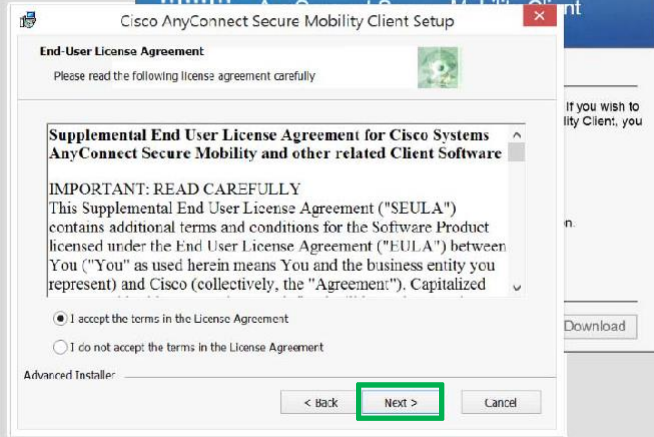 AnyConnect Secure Mobility Client
Cisco AnyConnect Secure Mobility Client Setup
End-User License Agreement
Please read the following license agreement carefully
If you wish to
lity Client, you
Supplemental End User License Agreement for Cisco Systems
AnyConnect Secure Mobility and other related Client Software
IMPORTANT: READ CAREFULLY
This Supplemental End User License Agreement ("SEULA")
contains additional terms and conditions for the Software Product
licensed under the End User License Agreement ("EULA") between
You ("You" as used herein means You and the business entity you
represent) and Cisco (collectively, the "Agreement"). Capitalized
n.
I accept the terms in the License Agreement
I do not accept the terms in the License Agreement
Download
Advanced Installer
< Back
Next >
Cancel